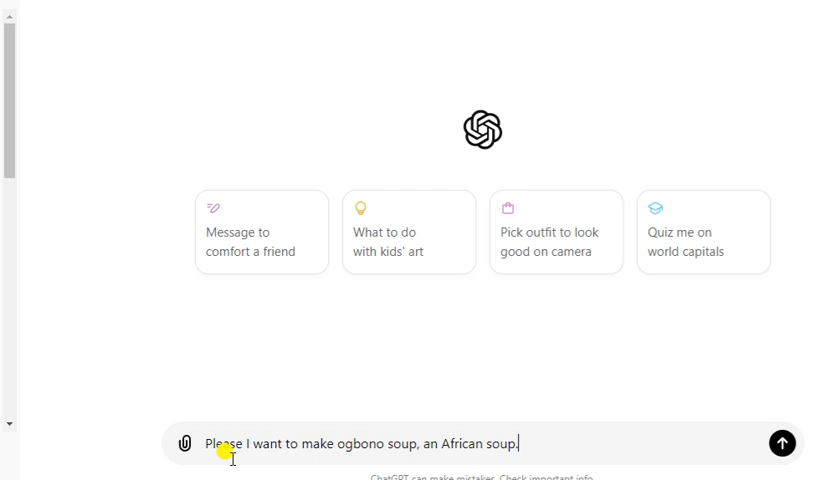 Message to
comfort a friend
What to do
with kids' art
Pick outfit to look
good on camera
Quiz me on
world capitals
Please I want to make ogbono soup, an African soup.
ChatGPT can make mistakes. Check important info.